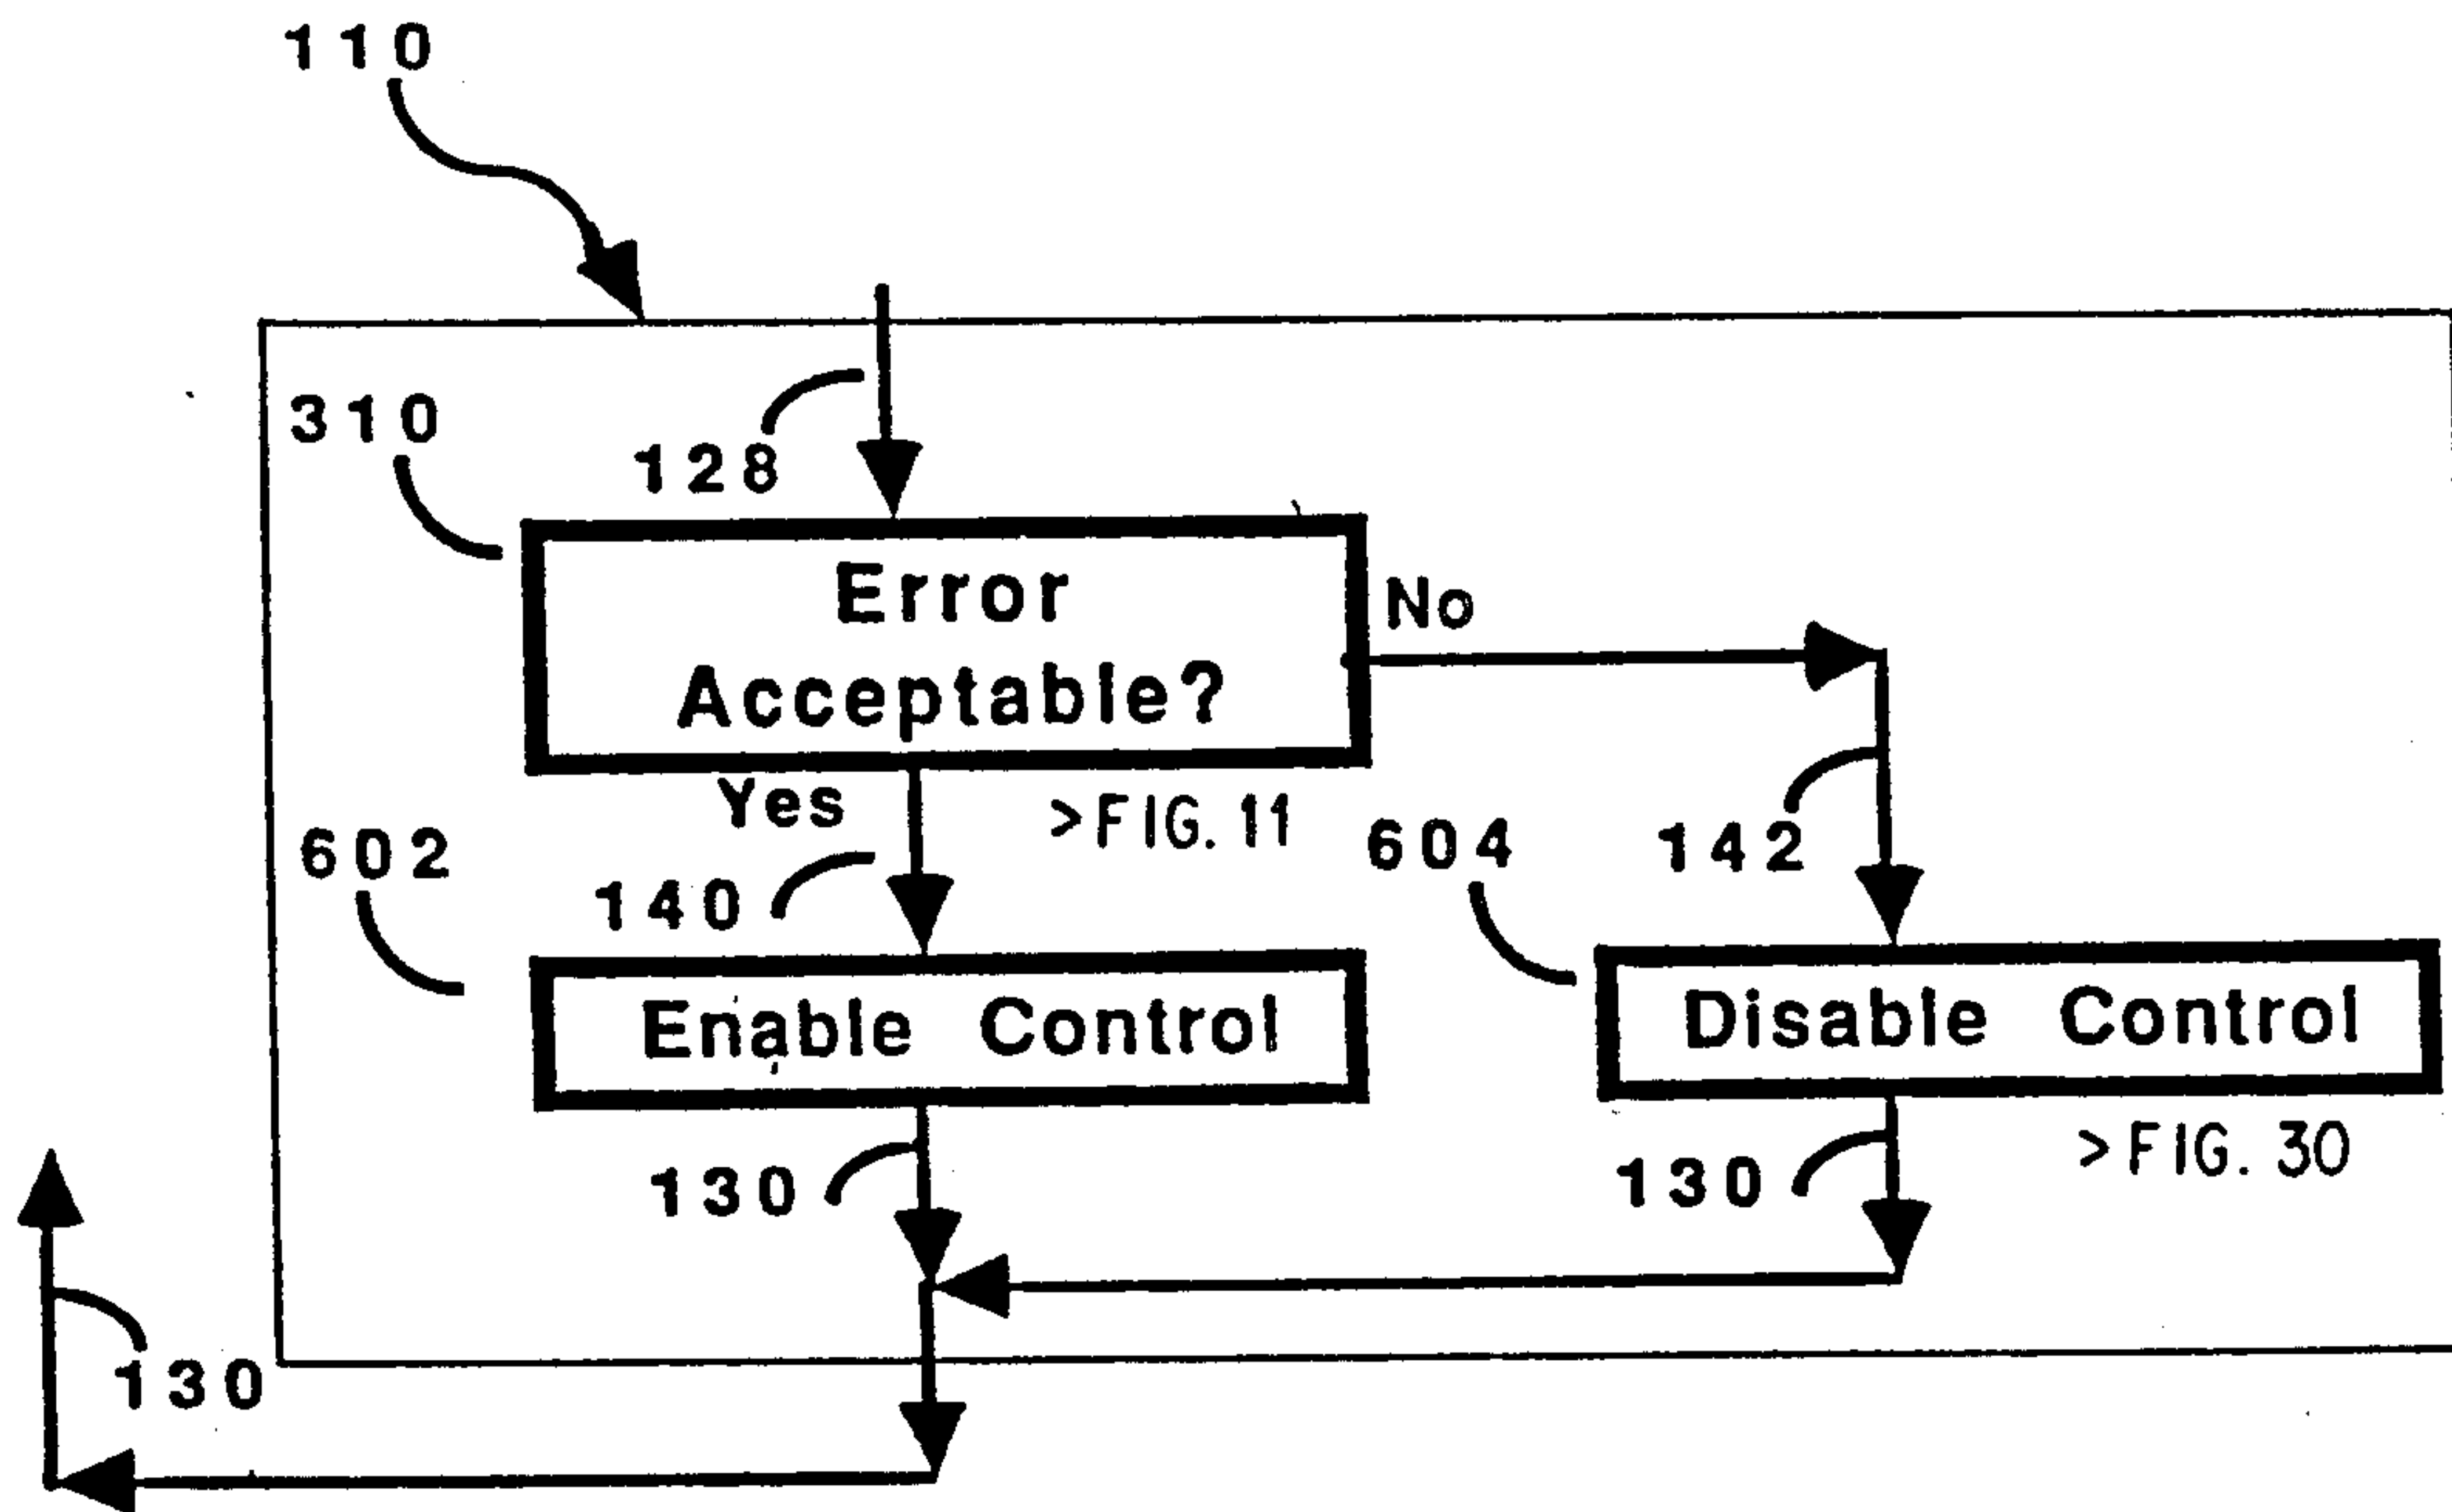 110
310
128
Error
Acceptable?
No
Yes
>FIG. 11
602
604
142
140
Enable Control
Disable Control
130
130
>FIG. 30
130